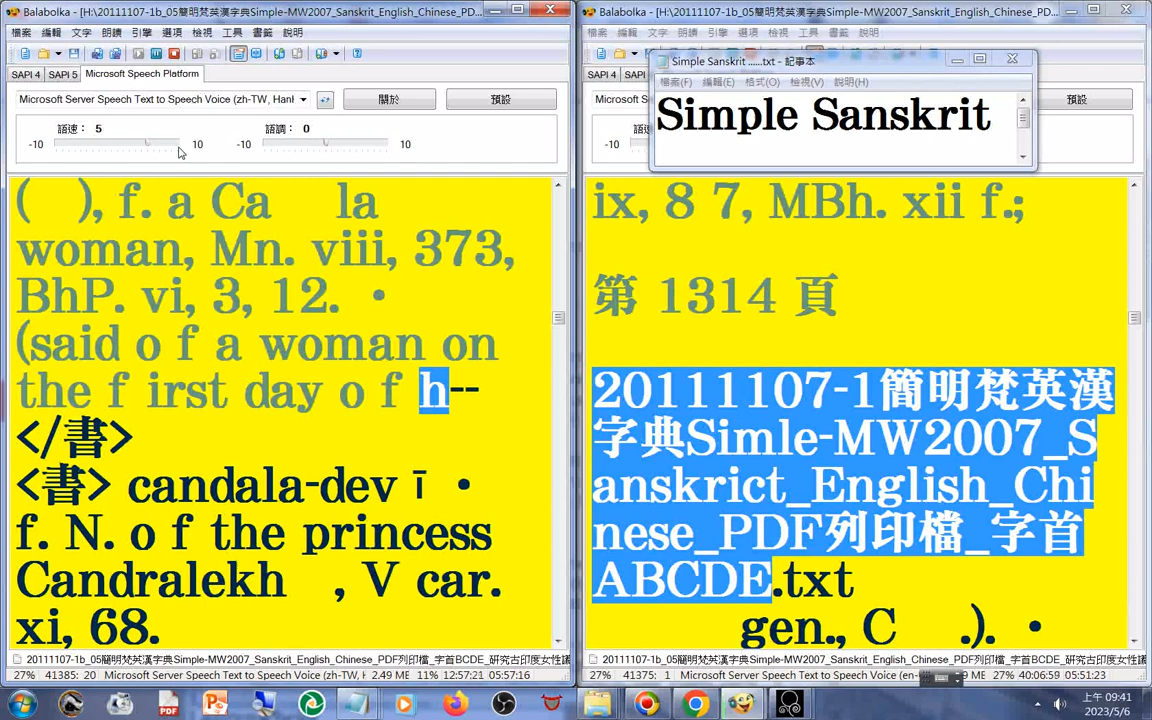 Balabolka - [H:\20111107-1b_05簡明梵英漢字典Simple-MW2007_Sanskrit_English_Chinese_PD...
檔案 編輯 文字 朗讀 引擎 選項 檢視 工具 書籤 說明
SAPI 4 SAPI 5 Microsoft Speech Platform
Microsoft Server Speech Text to Speech Voice (zh-TW, HanH 關於 預設
語速： 5 語調： 0
-10 10 -10 10
( ), f. a Ca la
woman, Mn. viii, 373,
BhP. vi, 3, 12. •
(said o f a woman on
the f irst day o f h--
</書>
<書> candala-dev ī •
f. N. o f the princess
Candralekh , V car.
xi, 68.
20111107-1b_05簡明梵英漢字典Simple-MW2007_Sanskrit_English_Chinese_PDF列印檔_字首BCDE_研究古印度女性議
27% 41385: 20 Microsoft Server Speech Text to Speech Voice (zh-TW, H 2.49 MB 11% 12:57:21 05:57:16
Balabolka - [H:\20111107-1b_05簡明梵英漢字典Simple-MW2007_Sanskrit_English_Chinese_PDF...
檔案 編輯 文字 朗讀 引擎 選項 檢視 工具 書籤 說明
SAPI 4 SAPI
Microsoft S 預設
語
-10
Simple Sanskrit ......txt - 記事本
檔案(F) 編輯(E) 格式(O) 檢視(V) 說明(H)
Simple Sanskrit
ix, 8 7, MBh. xii f.;
第 1314 頁
20111107-1簡明梵英漢
字典Simle-MW2007_S
anskrict_English_Chi
nese_PDF列印檔_字首
ABCDE.txt
gen., C .). •
20111107-1b_05簡明梵英漢字典Simple-MW2007_Sanskrit_English_Chinese_PDF列印檔_字首BCDE_研究古印度女性議
27% 41375: 1 Microsoft Server Speech Text to Speech Voice (zh-TW, 27% 40:06:59 05:51:23
PDF
上午 09:41
2023/5/6